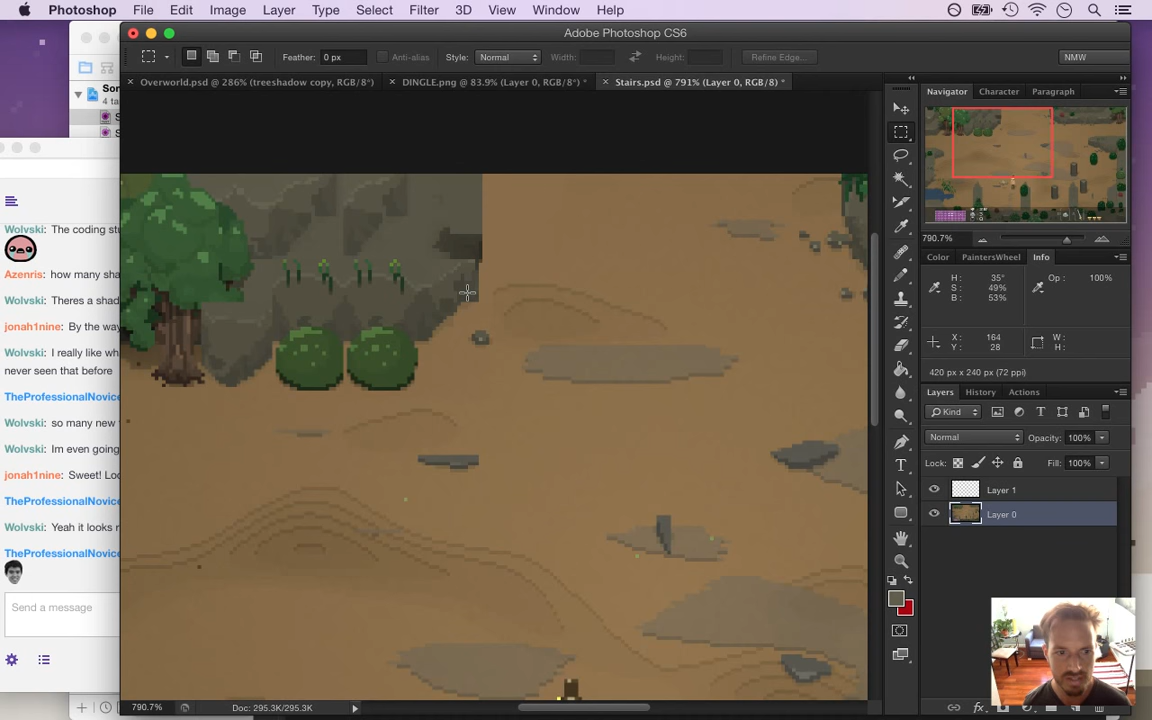 Photoshop File Edit Image Layer Type Select Filter 3D View Window Help
Adobe Photoshop CS6
Feather: 0 px Anti-alias Style: Normal Width: Height: Refine Edge... NMW
Overworld.psd @ 286% (treeshadow copy, RGB/8*) DINGLE.png @ 83.9% (Layer 0, RGB/8*) * Stairs.psd @ 791% (Layer 0, RGB/8) *
Navigator Character Paragraph
790.7%
Color PaintersWheel Info
H: 35° Op: 100%
S: 49%
B: 53%
X: 164 W:
Y: 28 H:
420 px x 240 px (72 ppi)
Layers History Actions
Kind
Normal Opacity: 100%
Lock: Fill: 100%
Layer 1
Layer 0
790.7% Doc: 295.3K/295.3K
4 ta
Wolvski: The coding stu
Azenris: how many sha
Wolvski: Theres a shad
jonah1nine: By the way
Wolvski: I really like wh
never seen that before
TheProfessionalNovice
Wolvski: so many new
Wolvski: Im even going
jonah1nine: Sweet! Loo
TheProfessionalNovice
Wolvski: Yeah it looks r
TheProfessionalNovice
Send a message